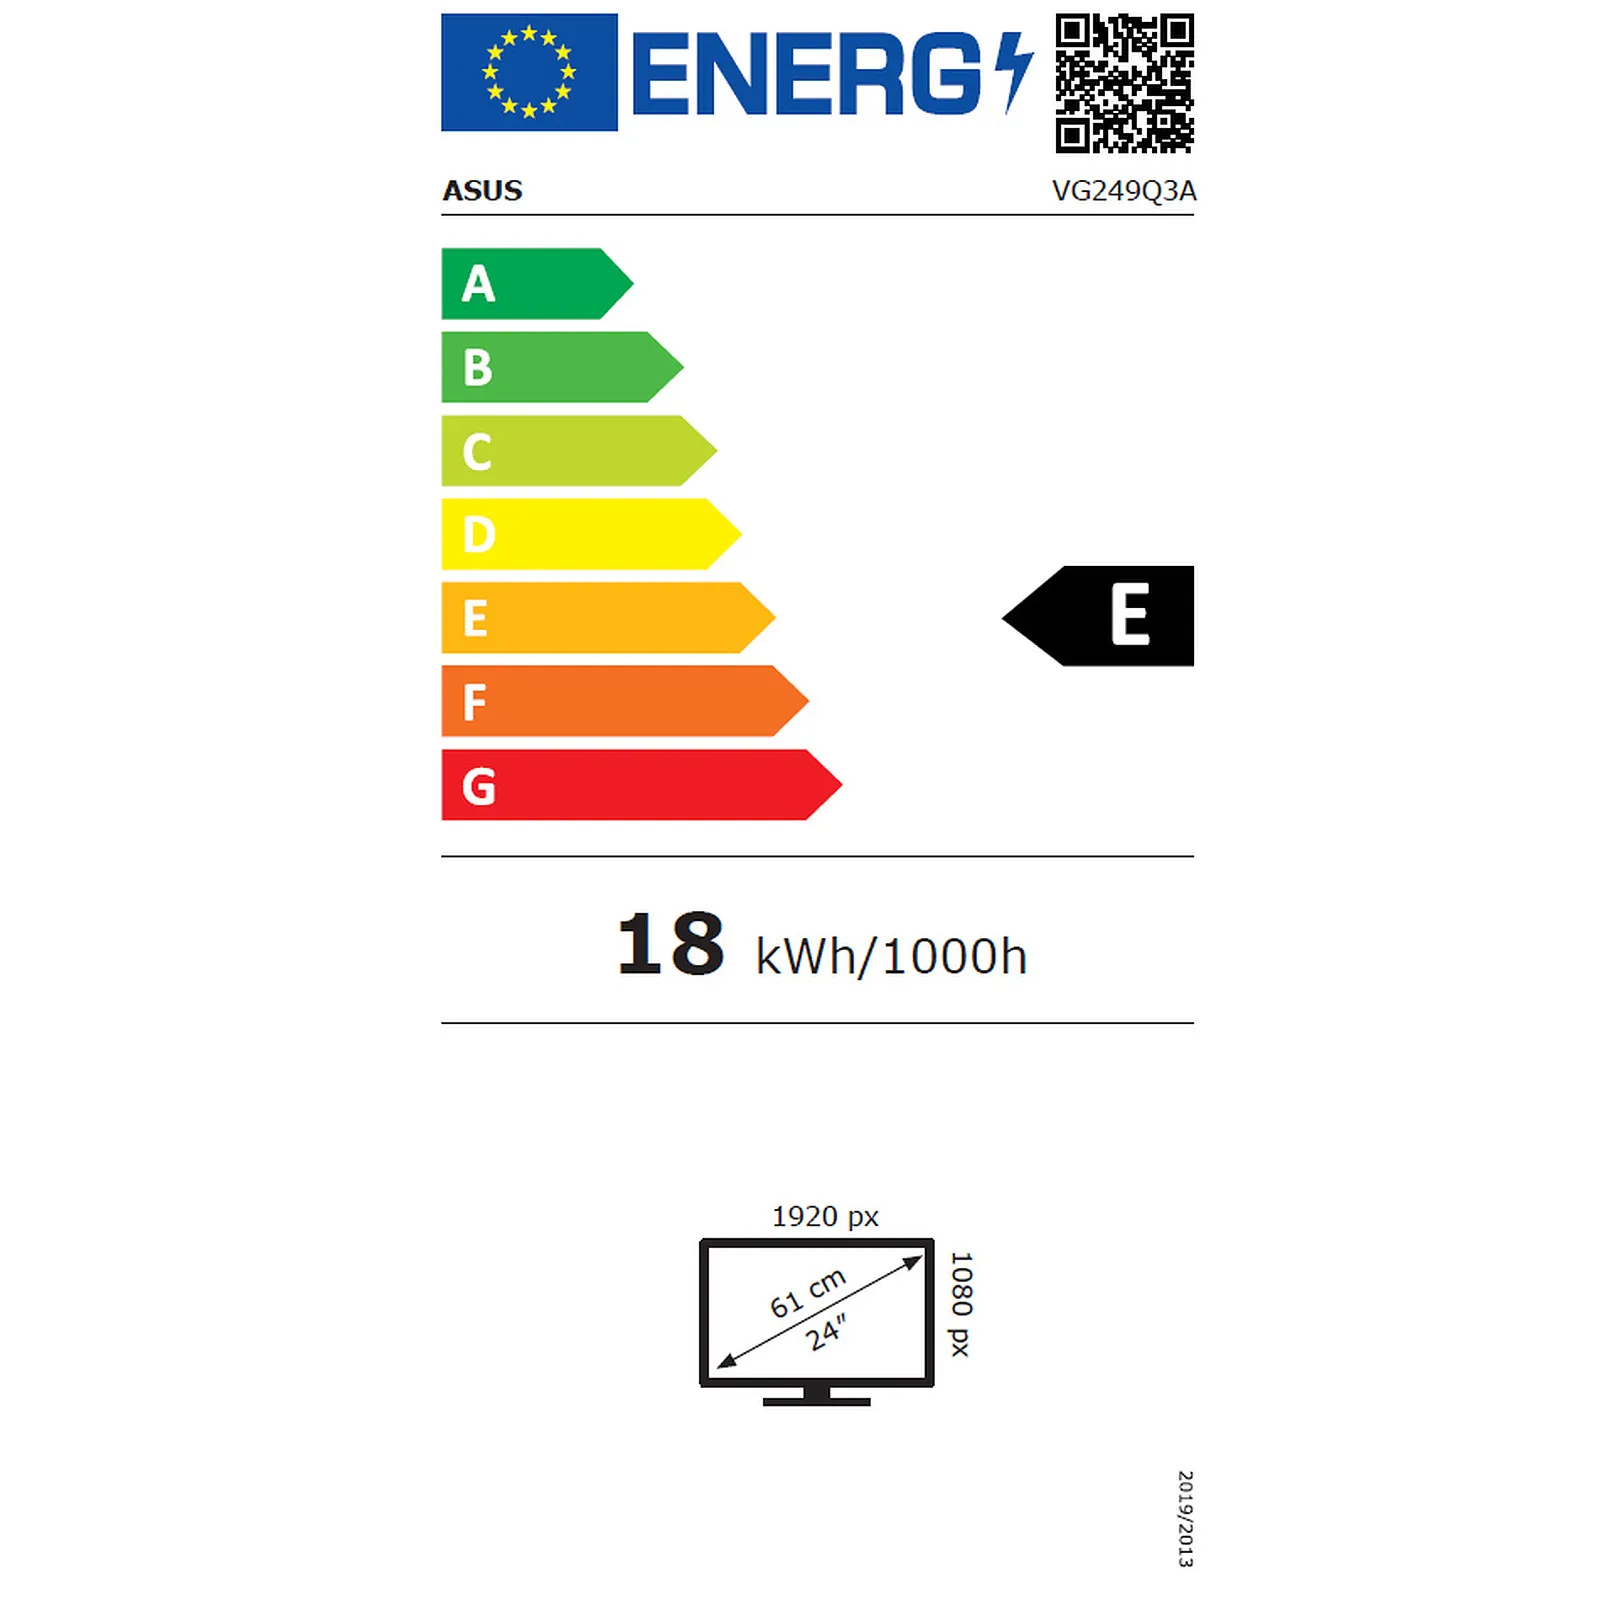 ENERG
ASUS
VG249Q3A
A
B
C
D
E
E
F
G
18 kWh/1000h
1920 px
1080 px
61 cm
24"
2019/2013